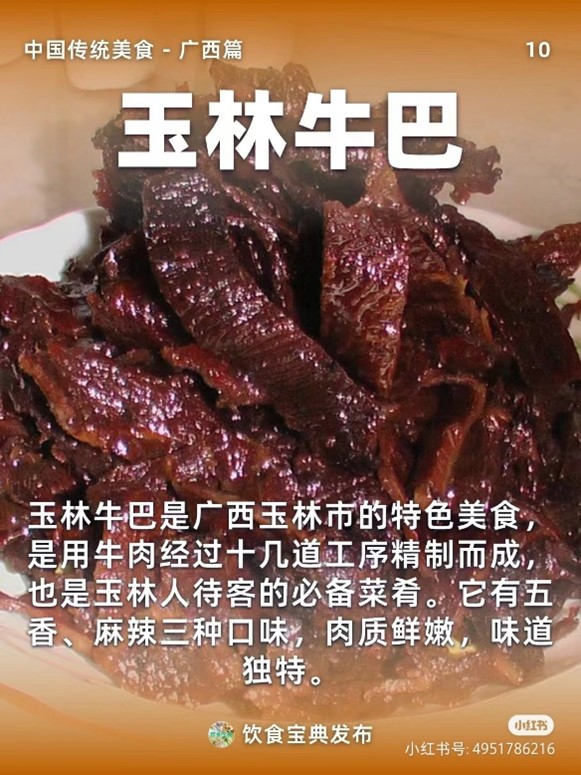 中国传统美食 - 广西篇
10
玉林牛巴
玉林牛巴是广西玉林市的特色美食，
是用牛肉经过十几道工序精制而成，
也是玉林人待客的必备菜肴。它有五
香、麻辣三种口味，肉质鲜嫩，味道
独特。
饮食宝典发布
小红书
小红书号: 4951786216